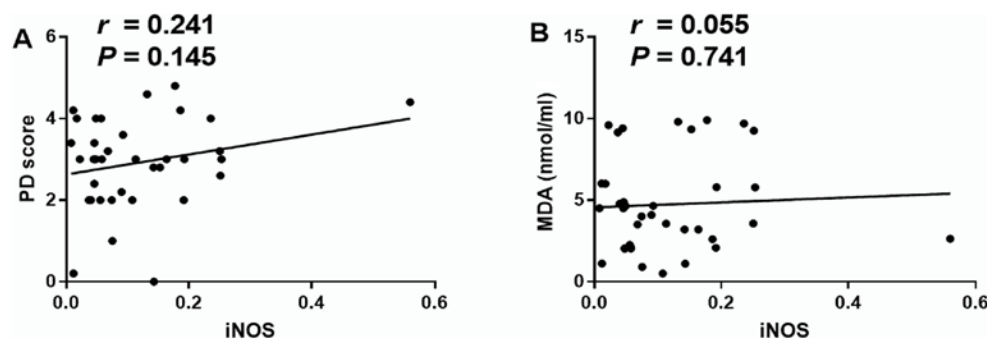 A
r = 0.241
P = 0.145
PD score
6
4
2
0
0.0
0.2
0.4
0.6
iNOS
B
r = 0.055
P = 0.741
MDA (nmol/ml)
15
10
5
0
0.0
0.2
0.4
0.6
iNOS